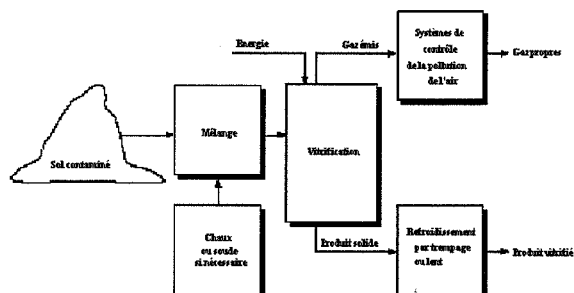 Energie
Gaz émis
Systèmes de
contrôle
de la pollution
de l'air
Gaz propres
Sol contaminé
Mélange
Vitrification
Chaux
ou soude
si nécessaire
Produit solide
Refroidissement
par trempage
ou lent
Produit vitrifié